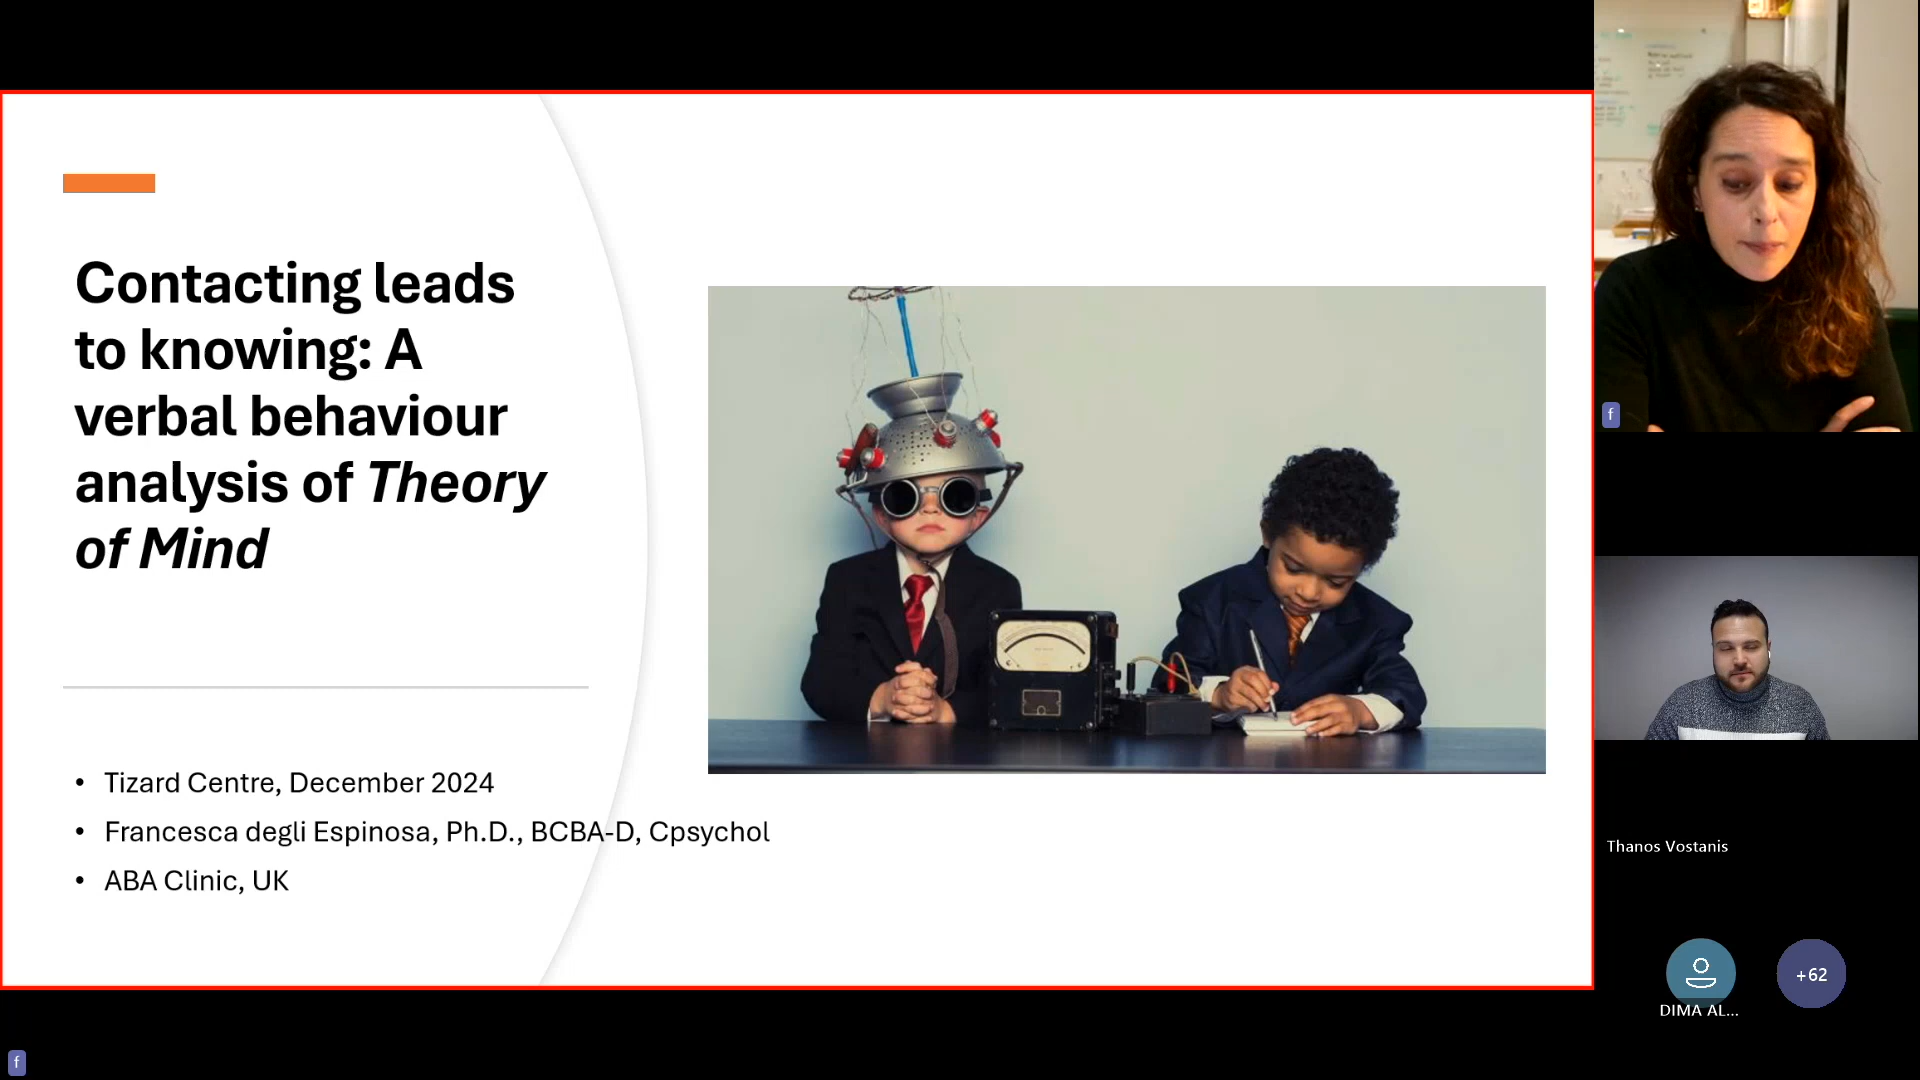 Contacting leads
to knowing: A
verbal behaviour
analysis of Theory
of Mind
• Tizard Centre, December 2024
• Francesca degli Espinosa, Ph.D., BCBA-D, Cpsychol
• ABA Clinic, UK
f
Thanos Vostanis
DIMA AL...
+62
f